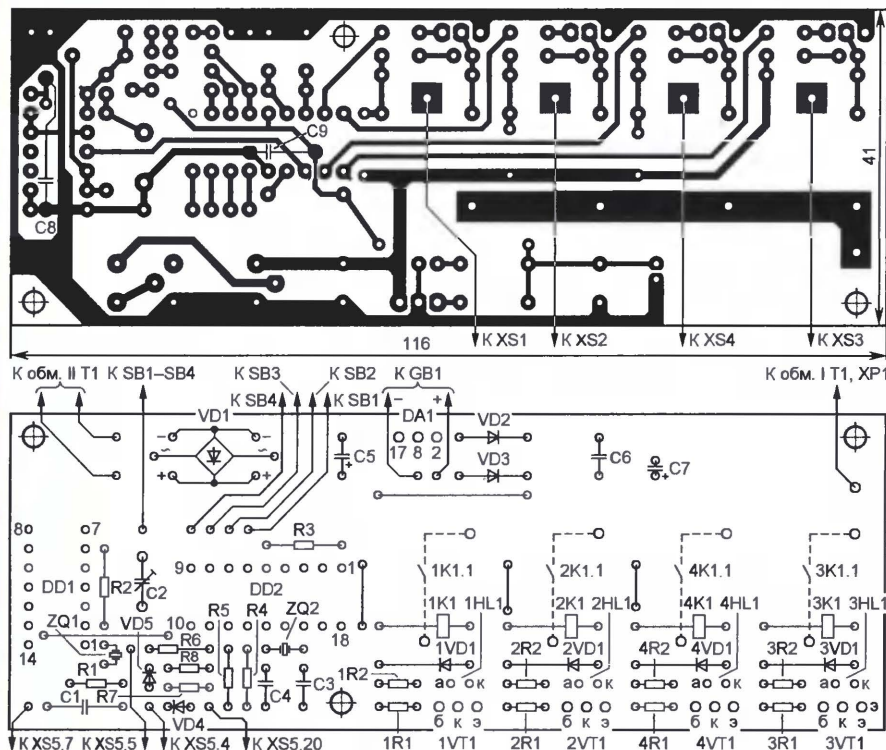 C9
C8
41
К XS1 К XS2 К XS4 К XS3
116
К обм. II T1 К SB1–SB4 К SB3 К SB2 К GB1 К обм. I T1, XP1
К SB4 К SB1 − +
VD1 DA1 VD2
− − 17 8 2 C6
~ ~ C5 VD3 C7
+ + + +
8 7 R3
9 1 1K1.1 2K1.1 4K1.1 3K1.1
DD1 R2 C2 DD2
ZQ1 VD5 10 R5 R4 ZQ2 18 1K1 1HL1 2K1 2HL1 4K1 4HL1 3K1 3HL1
14 R6
1 R8 1VD1 2VD1 4VD1 3VD1
R1 1R2 2R2 4R2 3R2
C1 R7 C4 C3 а к а к а к а к
VD4 б к э б к э б к э б к э
К XS5.7 К XS5.5 К XS5.4 К XS5.20 1R1 1VT1 2R1 2VT1 4R1 4VT1 3R1 3VT1